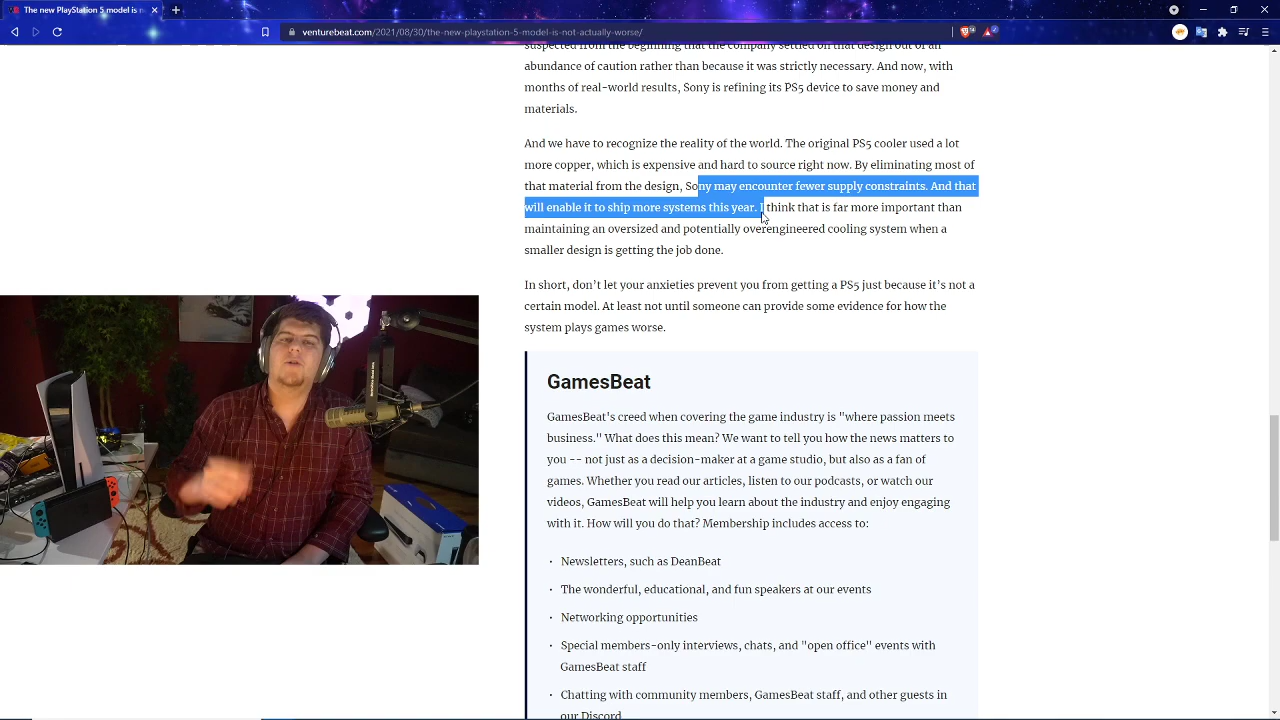 The new PlayStation 5 model is n
venturebeat.com/2021/08/30/the-new-playstation-5-model-is-not-actually-worse/
suspected from the beginning that the company settled on that design out of an
abundance of caution rather than because it was strictly necessary. And now, with
months of real-world results, Sony is refining its PS5 device to save money and
materials.
And we have to recognize the reality of the world. The original PS5 cooler used a lot
more copper, which is expensive and hard to source right now. By eliminating most of
that material from the design, Sony may encounter fewer supply constraints. And that
will enable it to ship more systems this year. I think that is far more important than
maintaining an oversized and potentially overengineered cooling system when a
smaller design is getting the job done.
In short, don’t let your anxieties prevent you from getting a PS5 just because it’s not a
certain model. At least not until someone can provide some evidence for how the
system plays games worse.
GamesBeat
GamesBeat's creed when covering the game industry is "where passion meets
business." What does this mean? We want to tell you how the news matters to
you -- not just as a decision-maker at a game studio, but also as a fan of
games. Whether you read our articles, listen to our podcasts, or watch our
videos, GamesBeat will help you learn about the industry and enjoy engaging
with it. How will you do that? Membership includes access to:
• Newsletters, such as DeanBeat
• The wonderful, educational, and fun speakers at our events
• Networking opportunities
• Special members-only interviews, chats, and "open office" events with
GamesBeat staff
• Chatting with community members, GamesBeat staff, and other guests in
our Discord